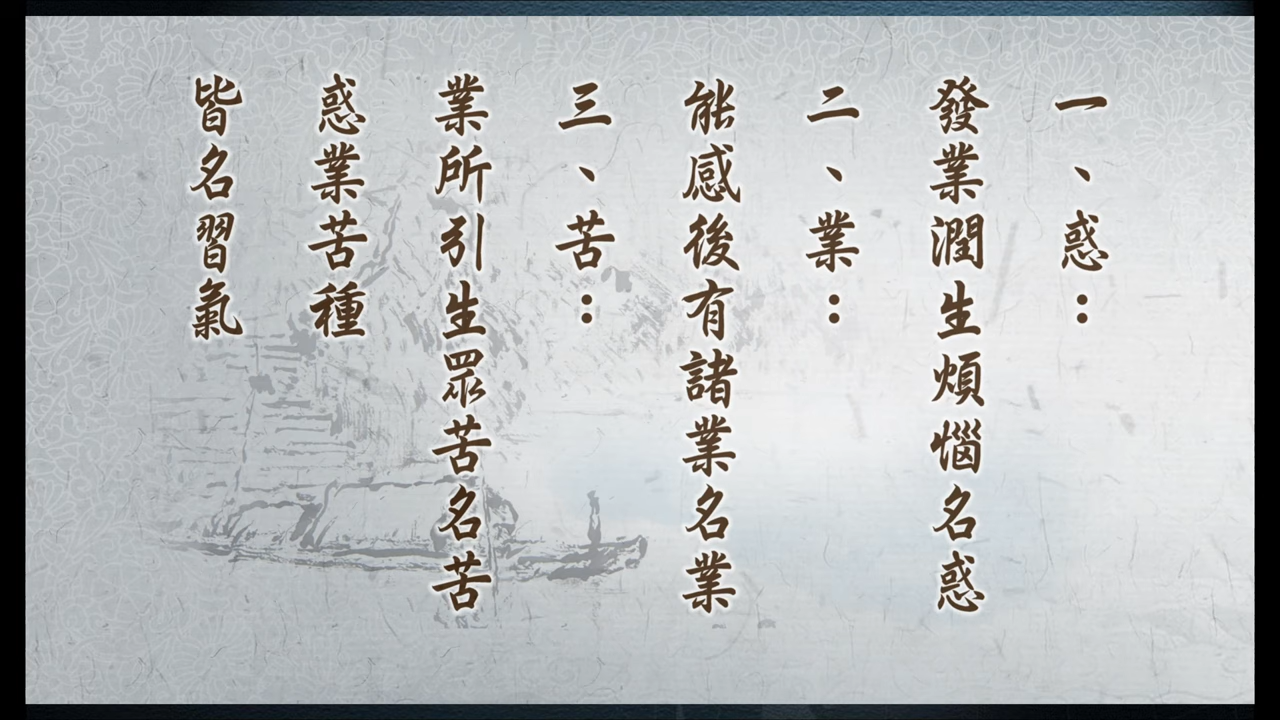 一、惑：
發業潤生煩惱名惑
二、業：
能感後有諸業名業
三、苦：
業所引生眾苦名苦
惑業苦種
皆名習氣